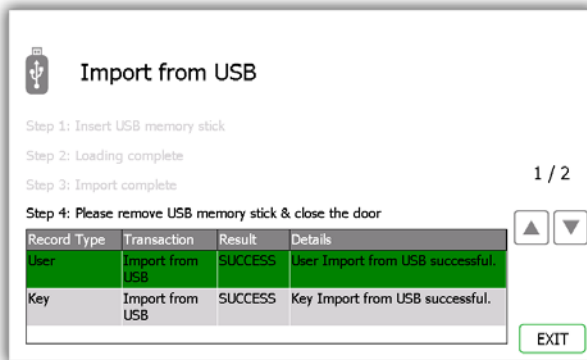 Import from USB
Step 1: Insert USB memory stick
Step 2: Loading complete
Step 3: Import complete
1 / 2
Step 4: Please remove USB memory stick & close the door
Record Type Transaction Result Details
User Import from USB SUCCESS User Import from USB successful.
Key Import from USB SUCCESS Key Import from USB successful.
EXIT